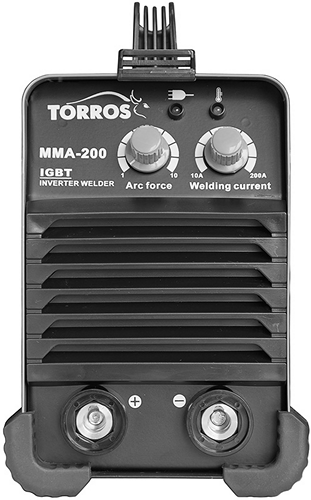 TORROS
MMA-200
IGBT
INVERTER WELDER
1 10
Arc force
10A 200A
Welding current
+ −